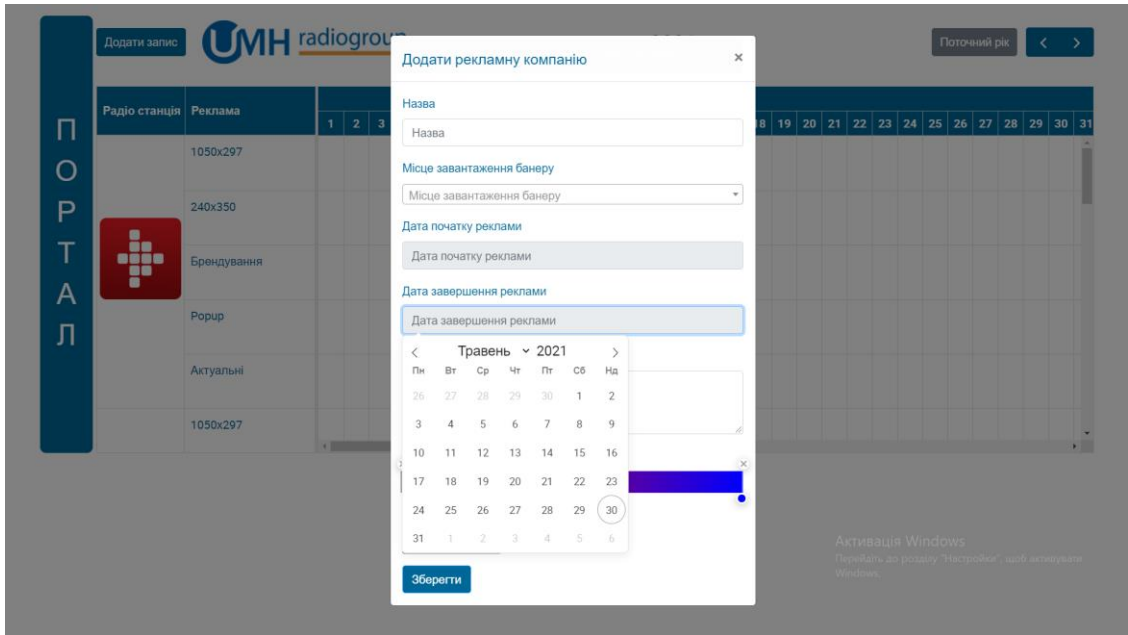 Додати запис
UMH radiogrou
Поточний рік
Додати рекламну компанію
Назва
Назва
Місце завантаження банеру
Місце завантаження банеру
Дата початку реклами
Дата початку реклами
Дата завершення реклами
Дата завершення реклами
Травень 2021
Пн Вт Ср Чт Пт Сб Нд
26 27 28 29 30 1 2
3 4 5 6 7 8 9
10 11 12 13 14 15 16
17 18 19 20 21 22 23
24 25 26 27 28 29 30
31 1 2 3 4 5 6
Зберегти
ПОРТАЛ
Радіо станція Реклама
1 2 3 18 19 20 21 22 23 24 25 26 27 28 29 30 31
1050x297
240x350
Брендування
Popup
Актуальні
1050x297
Активація Windows
Перейдіть до розділу "Настройки", щоб активувати
Windows.